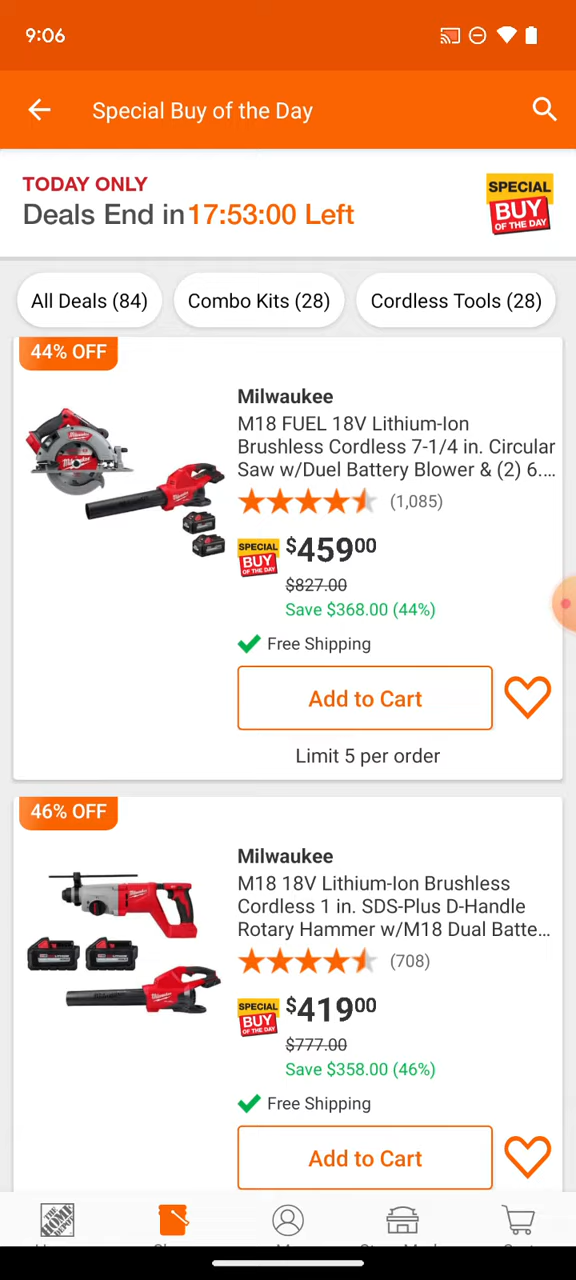 9:06
Special Buy of the Day
TODAY ONLY
Deals End in 17:53:00 Left
SPECIAL
BUY
OF THE DAY
All Deals (84)
Combo Kits (28)
Cordless Tools (28)
44% OFF
Milwaukee
M18 FUEL 18V Lithium-Ion
Brushless Cordless 7-1/4 in. Circular
Saw w/Duel Battery Blower & (2) 6....
(1,085)
SPECIAL
BUY
OF THE DAY
$45900
$827.00
Save $368.00 (44%)
Free Shipping
Add to Cart
Limit 5 per order
46% OFF
Milwaukee
M18 18V Lithium-Ion Brushless
Cordless 1 in. SDS-Plus D-Handle
Rotary Hammer w/M18 Dual Batte...
(708)
SPECIAL
BUY
OF THE DAY
$41900
$777.00
Save $358.00 (46%)
Free Shipping
Add to Cart
THE
HOME
DEPOT